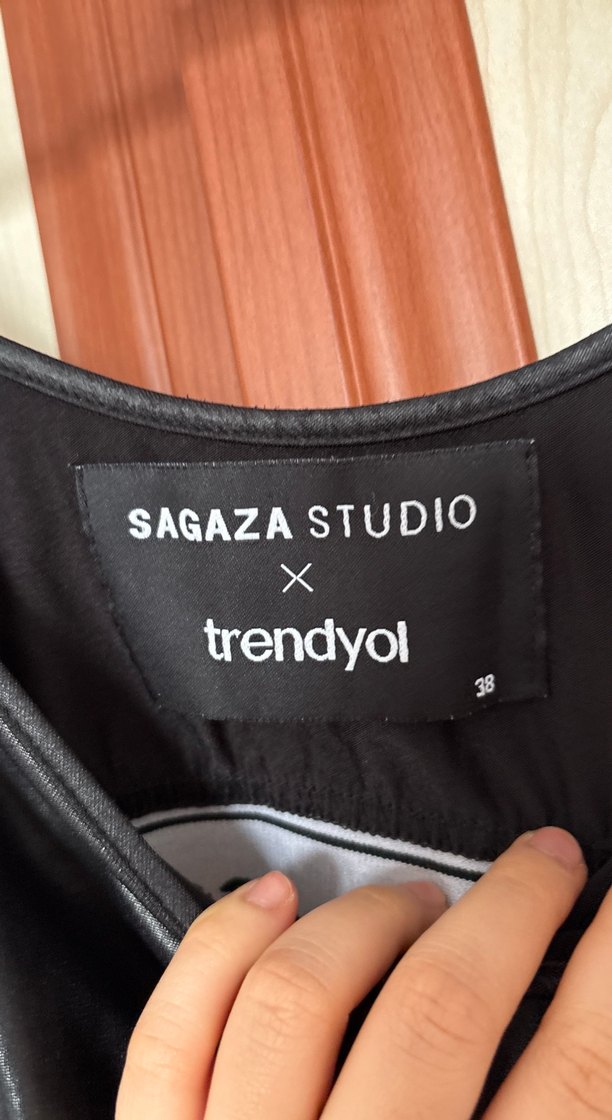 SAGAZA STUDIO
×
trendyol
38